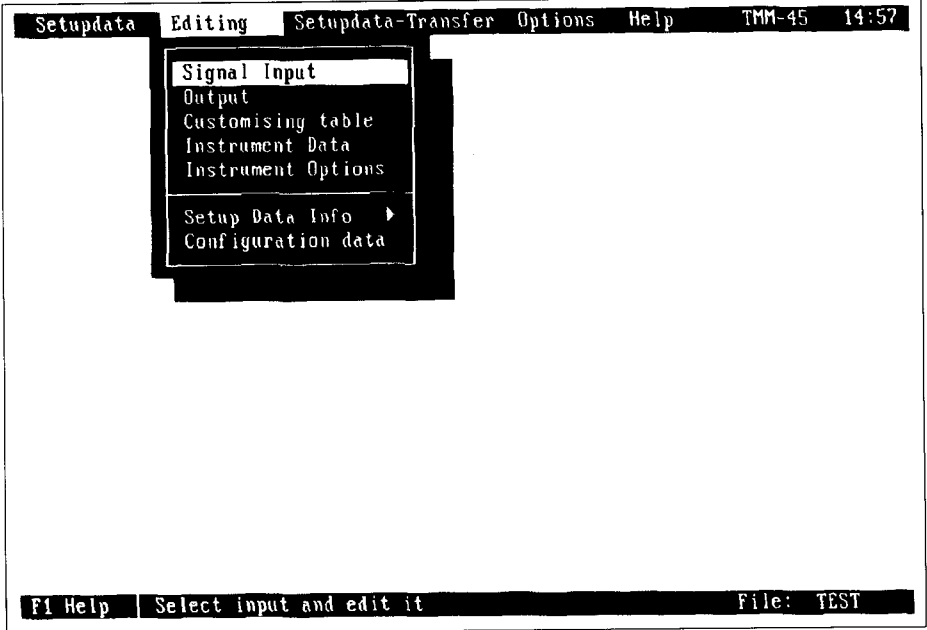 Setupdata Editing Setupdata-Transfer Options Help TMM-45 14:57
Signal Input
Output
Customising table
Instrument Data
Instrument Options
Setup Data Info
Configuration data
F1 Help Select input and edit it File: TEST